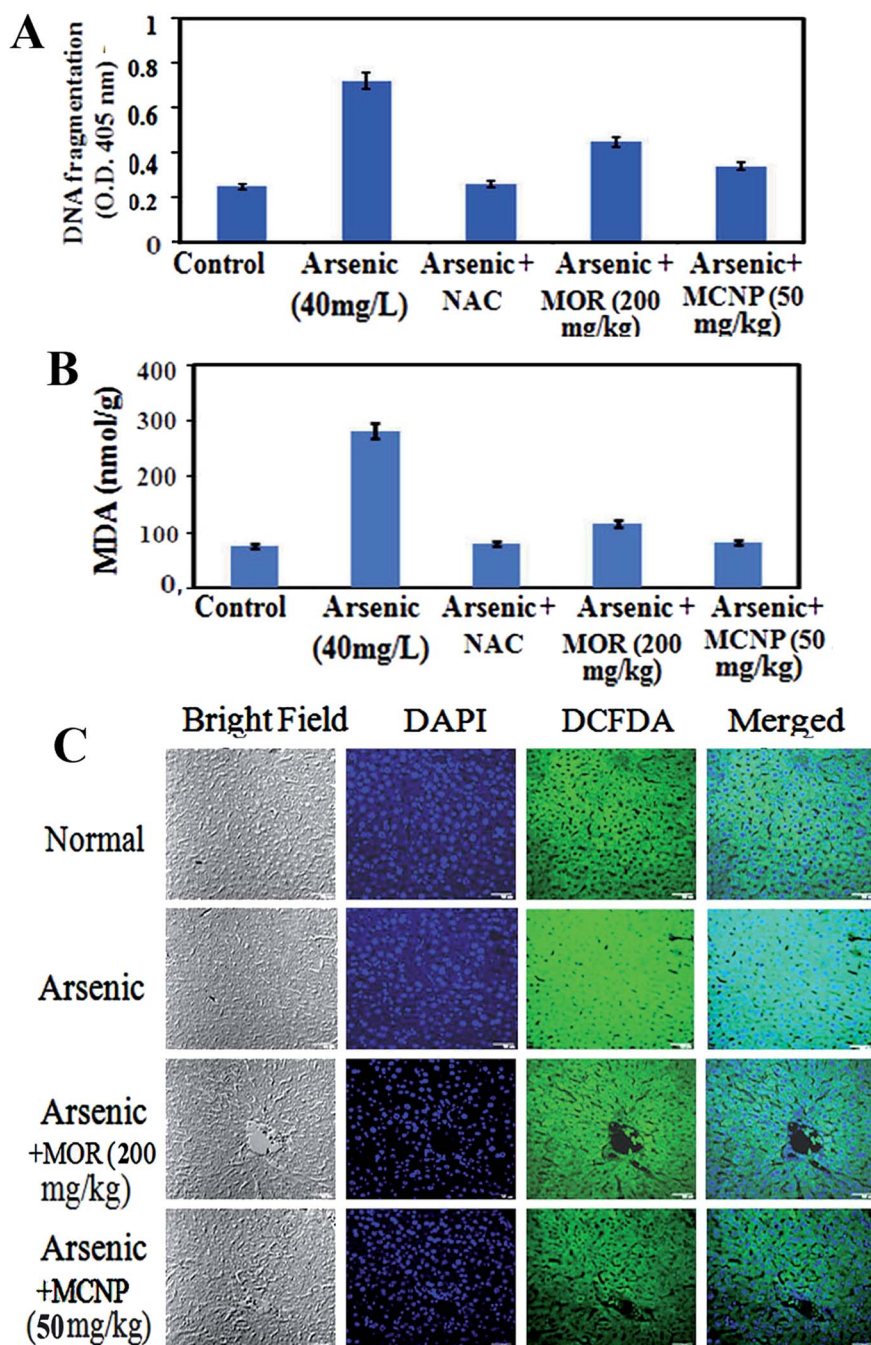 A
DNA fragmentation
(O.D. 405 nm) -
1
0.8
0.6
0.4
0.2
0
Control
Arsenic
(40mg/L)
Arsenic+
NAC
Arsenic +
MOR (200
mg/kg)
Arsenic+
MCNP (50
mg/kg)
B
MDA (nmol/g)
400
300
200
100
0,
Control
Arsenic
(40mg/L)
Arsenic+
NAC
Arsenic +
MOR (200
mg/kg)
Arsenic+
MCNP (50
mg/kg)
C
Bright Field DAPI DCFDA Merged
Normal
Arsenic
Arsenic
+MOR (200
mg/kg)
Arsenic
+MCNP
(50mg/kg)